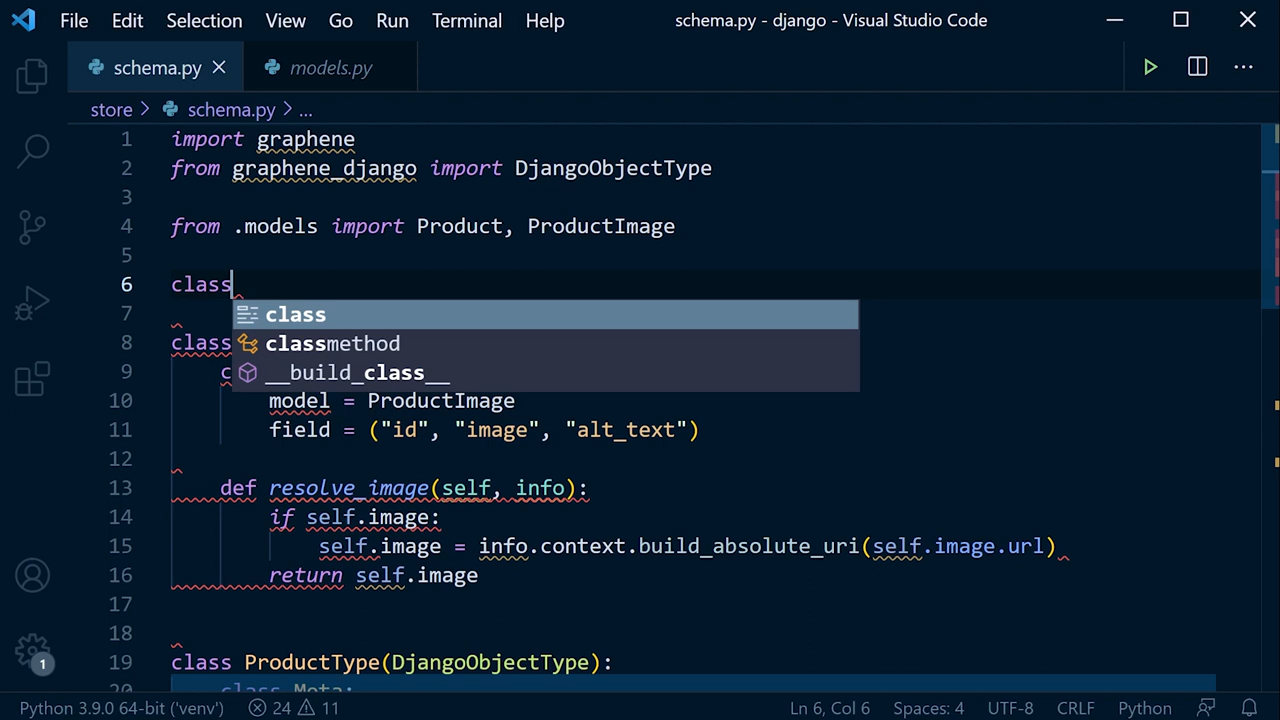 File Edit Selection View Go Run Terminal Help schema.py - django - Visual Studio Code
schema.py models.py
store schema.py ...
1 import graphene
2 from graphene_django import DjangoObjectType
3
4 from .models import Product, ProductImage
5
6 class
class
classmethod
__build_class__
7
8 class
9 c
10 model = ProductImage
11 field = ("id", "image", "alt_text")
12
13 def resolve_image(self, info):
14 if self.image:
15 self.image = info.context.build_absolute_uri(self.image.url)
16 return self.image
17
18
19 class ProductType(DjangoObjectType):
20 class Meta:
1
Python 3.9.0 64-bit ('venv') 24 11 Ln 6, Col 6 Spaces: 4 UTF-8 CRLF Python